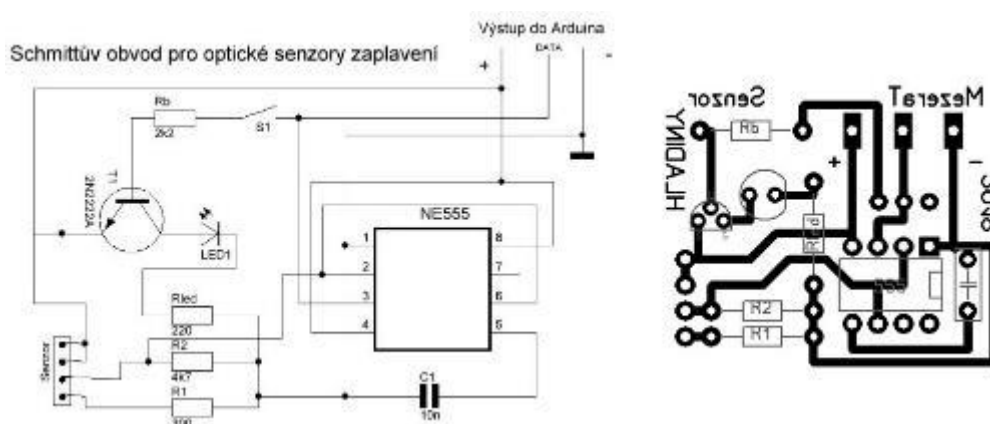 Výstup do Arduina
DATA
+
-
Schmittův obvod pro optické senzory zaplavení
Rb
2k2
S1
T1
2N2222A
LED1
NE555
1
2
3
4
8
7
6
5
Rled
220
R2
4k7
R1
Senzor
C1
10n
Senzor
MezeraT
HLADINY
Rb
+
-
R2
R1